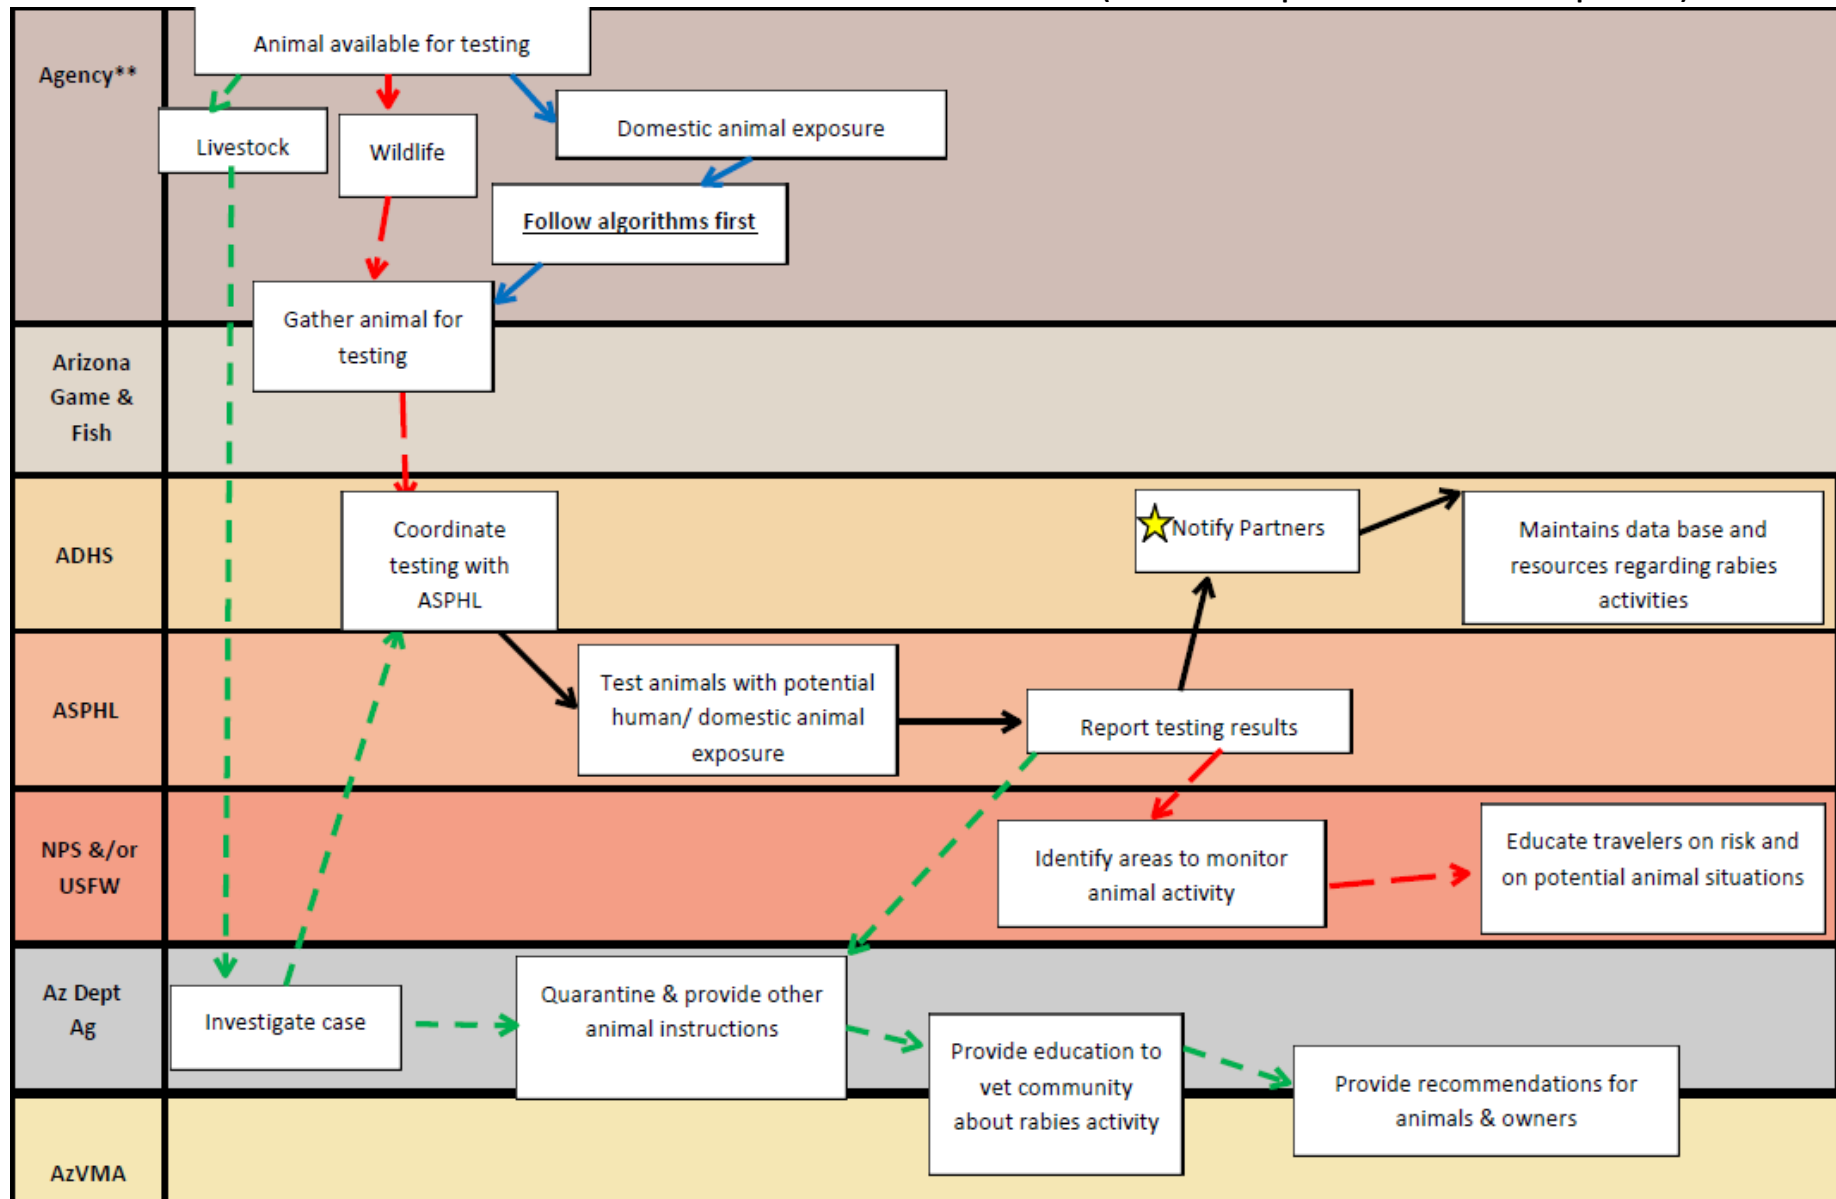 Agency**
Animal available for testing
Livestock
Wildlife
Domestic animal exposure
Follow algorithms first
Gather animal for
testing
Arizona
Game &
Fish
ADHS
Coordinate
testing with
ASPHL
Notify Partners
Maintains data base and
resources regarding rabies
activities
ASPHL
Test animals with potential
human/ domestic animal
exposure
Report testing results
NPS &/or
USFW
Identify areas to monitor
animal activity
Educate travelers on risk and
on potential animal situations
Az Dept
Ag
Investigate case
Quarantine & provide other
animal instructions
Provide education to
vet community
about rabies activity
Provide recommendations for
animals & owners
AzVMA